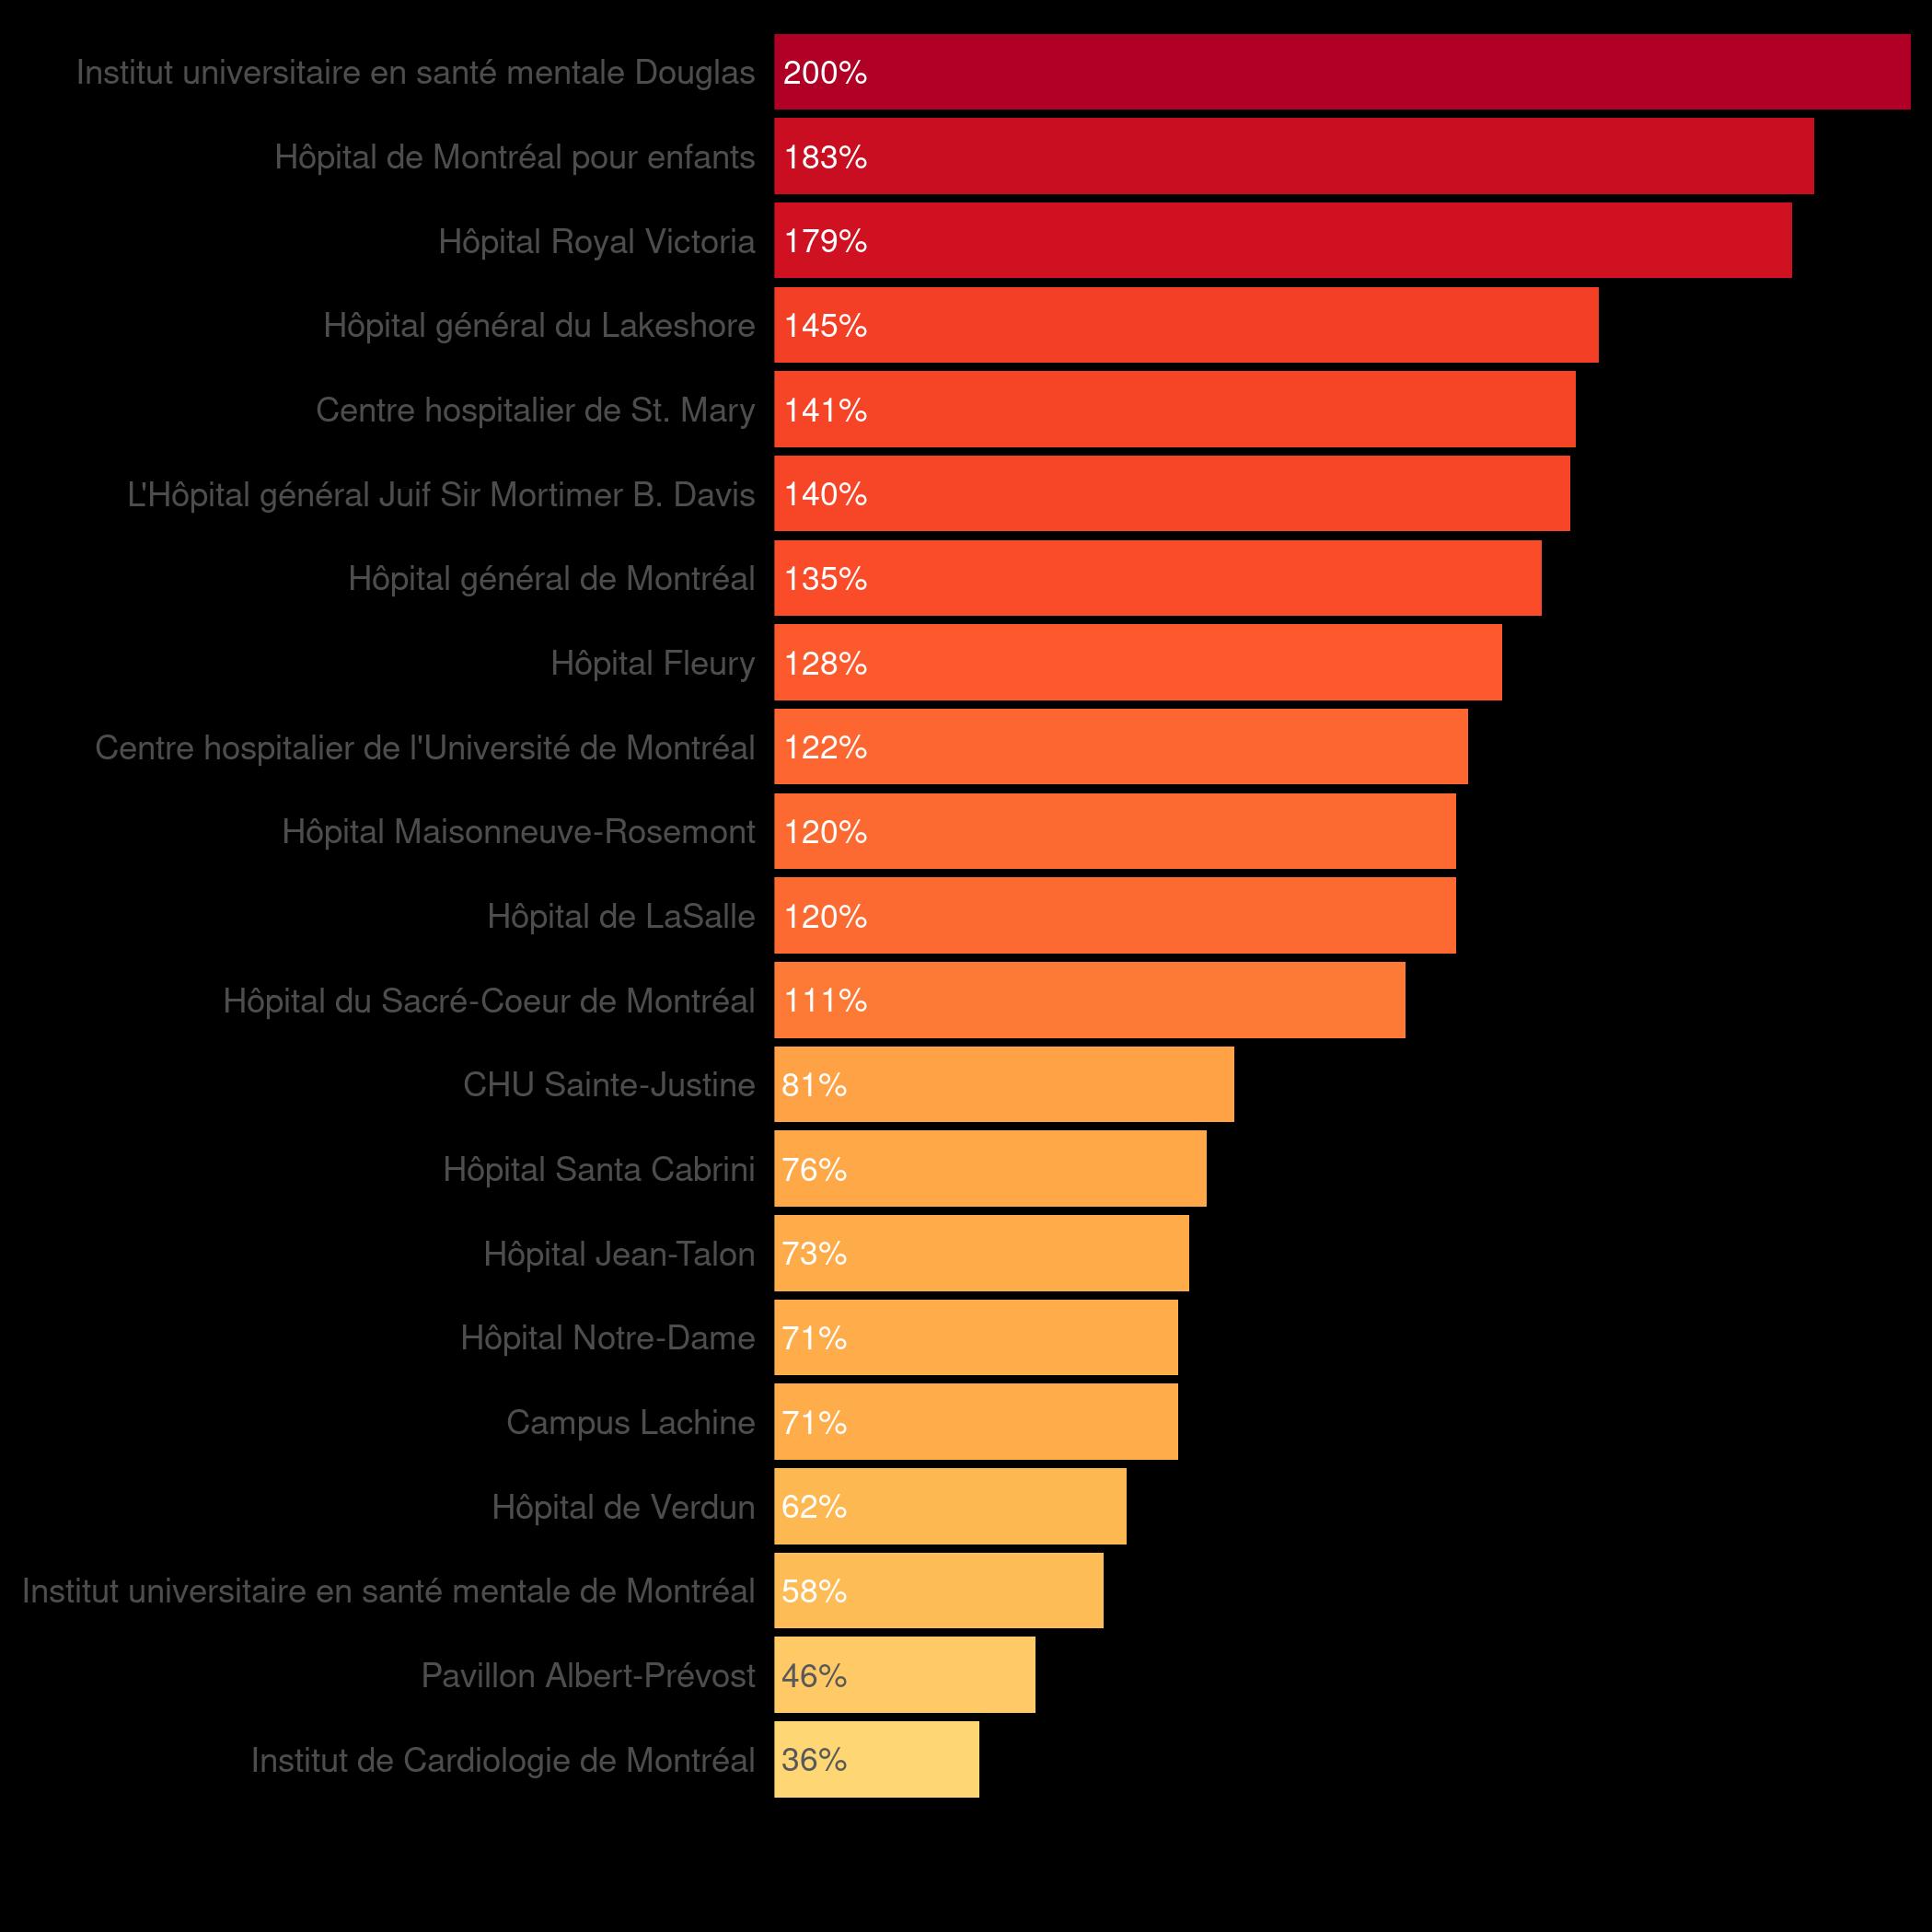 Institut universitaire en santé mentale Douglas 200%
Hôpital de Montréal pour enfants 183%
Hôpital Royal Victoria 179%
Hôpital général du Lakeshore 145%
Centre hospitalier de St. Mary 141%
L'Hôpital général Juif Sir Mortimer B. Davis 140%
Hôpital général de Montréal 135%
Hôpital Fleury 128%
Centre hospitalier de l'Université de Montréal 122%
Hôpital Maisonneuve-Rosemont 120%
Hôpital de LaSalle 120%
Hôpital du Sacré-Coeur de Montréal 111%
CHU Sainte-Justine 81%
Hôpital Santa Cabrini 76%
Hôpital Jean-Talon 73%
Hôpital Notre-Dame 71%
Campus Lachine 71%
Hôpital de Verdun 62%
Institut universitaire en santé mentale de Montréal 58%
Pavillon Albert-Prévost 46%
Institut de Cardiologie de Montréal 36%